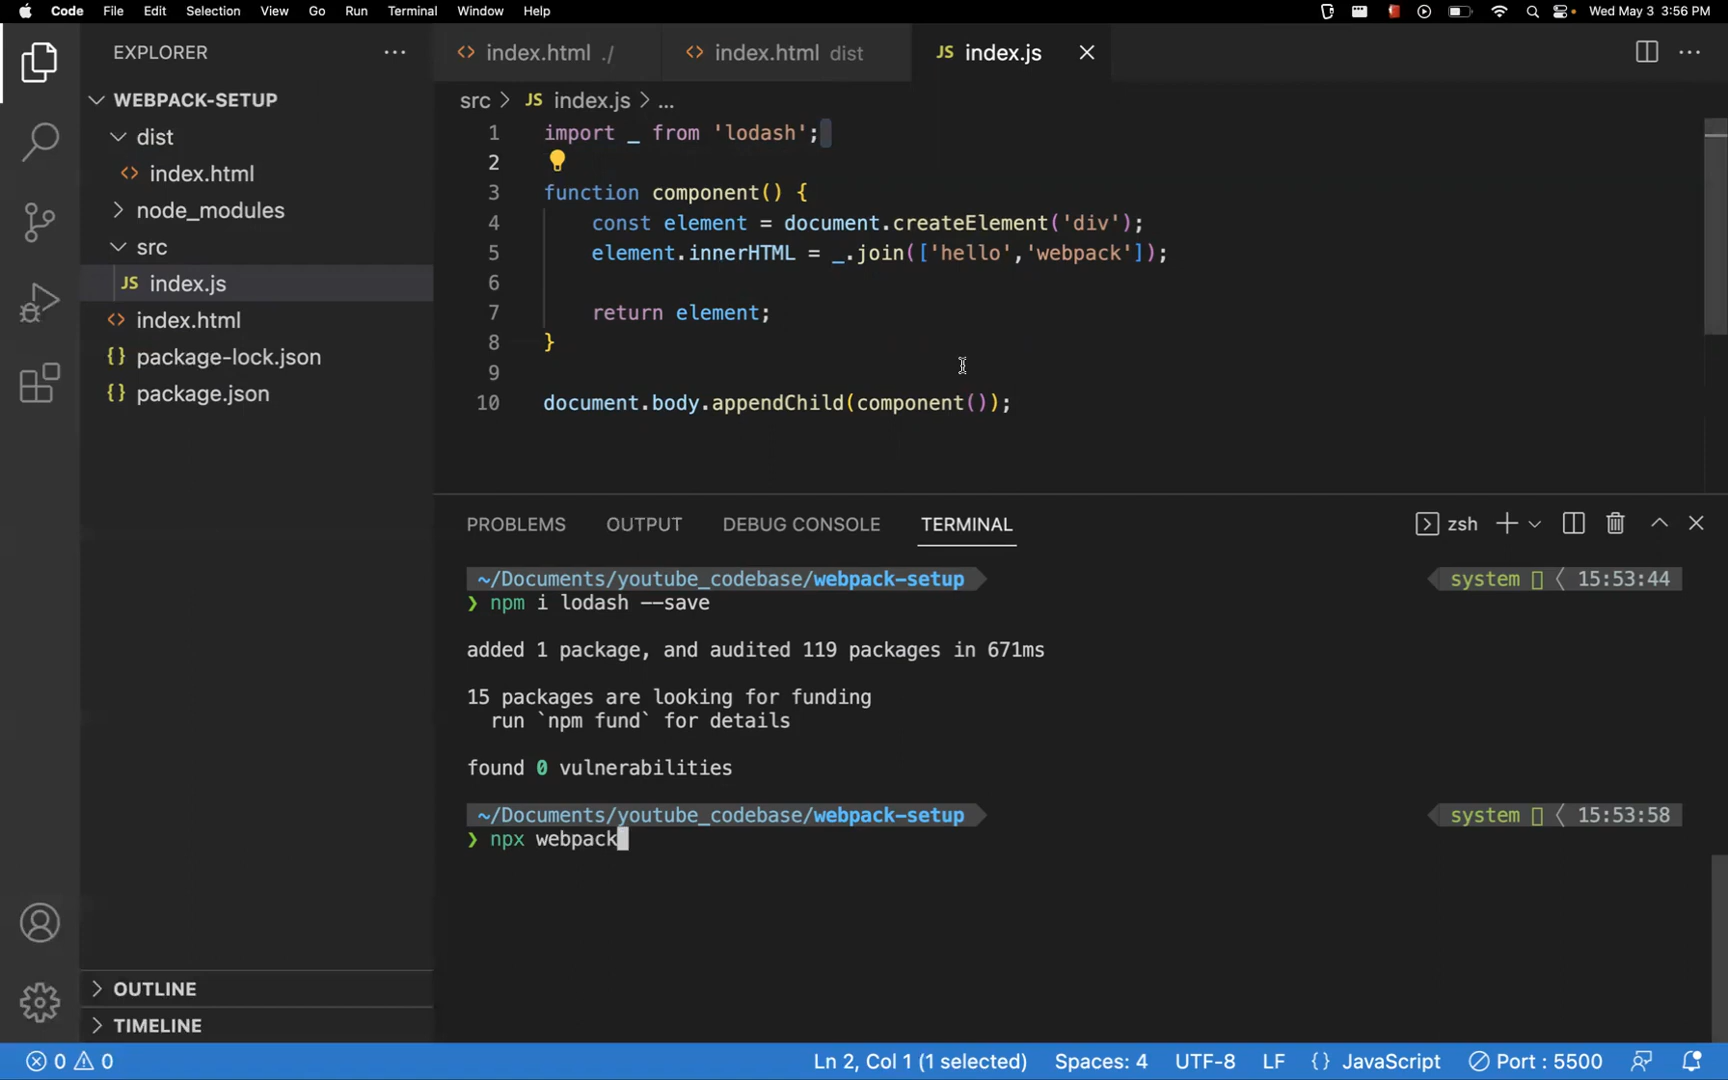 Code File Edit Selection View Go Run Terminal Window Help Wed May 3 3:56 PM
EXPLORER
index.html ./
index.html dist
JS index.js
WEBPACK-SETUP
dist
index.html
node_modules
src
JS index.js
index.html
package-lock.json
package.json
OUTLINE
TIMELINE
src > JS index.js > ...
1 import _ from 'lodash';
2
3 function component() {
4 const element = document.createElement('div');
5 element.innerHTML = _.join(['hello','webpack']);
6
7 return element;
8 }
9
10 document.body.appendChild(component());
PROBLEMS OUTPUT DEBUG CONSOLE TERMINAL zsh
~/Documents/youtube_codebase/webpack-setup system 15:53:44
❯ npm i lodash --save
added 1 package, and audited 119 packages in 671ms
15 packages are looking for funding
run `npm fund` for details
found 0 vulnerabilities
~/Documents/youtube_codebase/webpack-setup system 15:53:58
❯ npx webpack
0 0 Ln 2, Col 1 (1 selected) Spaces: 4 UTF-8 LF {} JavaScript Port : 5500